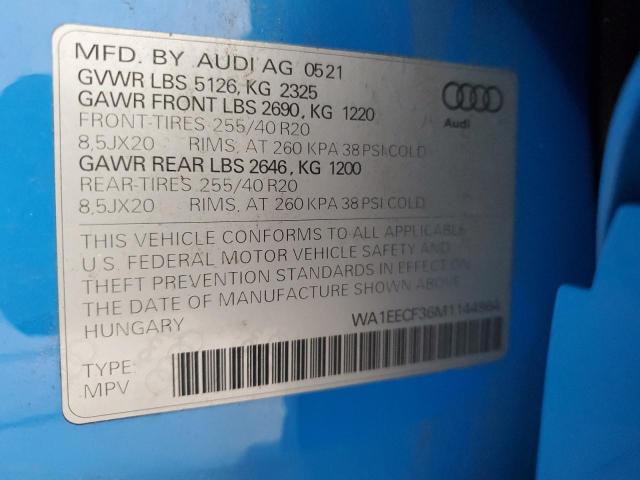 MFD. BY AUDI AG 0521
GVWR LBS 5126, KG 2325
GAWR FRONT LBS 2690, KG 1220
FRONT-TIRES 255/40 R20
8,5JX20 RIMS, AT 260 KPA 38 PSI COLD
GAWR REAR LBS 2646, KG 1200
REAR-TIRES 255/40 R20
8,5JX20 RIMS, AT 260 KPA 38 PSI COLD
Audi
THIS VEHICLE CONFORMS TO ALL APPLICABLE
U.S. FEDERAL MOTOR VEHICLE SAFETY AND
THEFT PREVENTION STANDARDS IN EFFECT ON
THE DATE OF MANUFACTURE SHOWN ABOVE.
HUNGARY
TYPE:
MPV